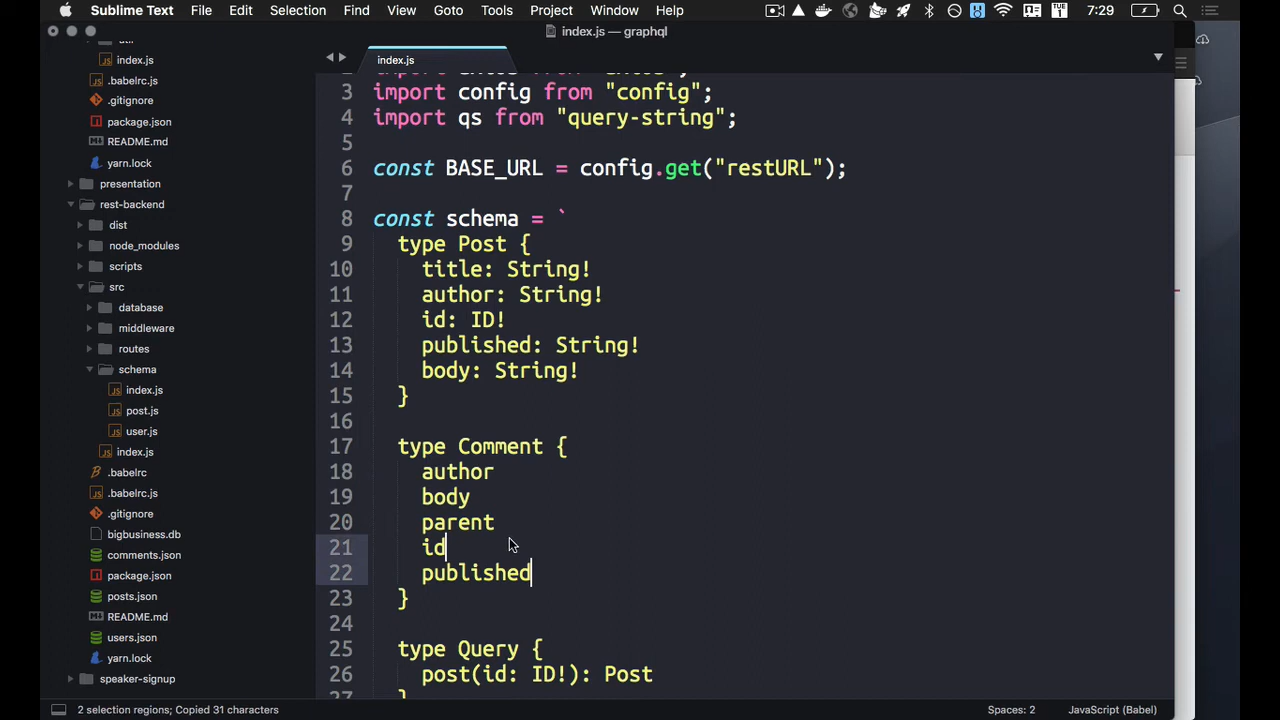 Sublime Text File Edit Selection Find View Goto Tools Project Window Help TUE 1 7:29
index.js — graphql
index.js
.babelrc.js
.gitignore
package.json
README.md
yarn.lock
presentation
rest-backend
dist
node_modules
scripts
src
database
middleware
routes
schema
index.js
post.js
user.js
index.js
.babelrc
.babelrc.js
.gitignore
bigbusiness.db
comments.json
package.json
posts.json
README.md
users.json
yarn.lock
speaker-signup
index.js
3 import config from "config";
4 import qs from "query-string";
5
6 const BASE_URL = config.get("restURL");
7
8 const schema = `
9 type Post {
10 title: String!
11 author: String!
12 id: ID!
13 published: String!
14 body: String!
15 }
16
17 type Comment {
18 author
19 body
20 parent
21 id
22 published
23 }
24
25 type Query {
26 post(id: ID!): Post
27 }
2 selection regions; Copied 31 characters Spaces: 2 JavaScript (Babel)